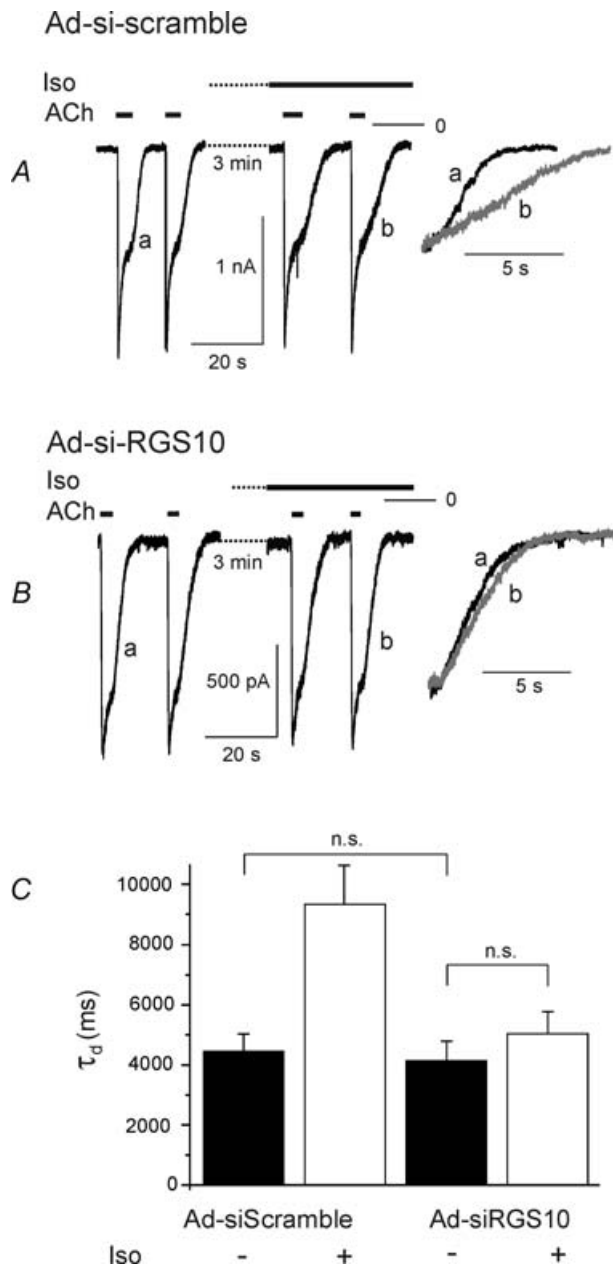 Ad-si-scramble
Iso
ACh
0
A
3 min
a
b
a
b
1 nA
5 s
20 s
Ad-si-RGS10
Iso
ACh
0
B
3 min
a
b
a
b
500 pA
5 s
20 s
C
n.s.
n.s.
10000
8000
6000
4000
2000
0
τd (ms)
Ad-siScramble Ad-siRGS10
Iso - + - +